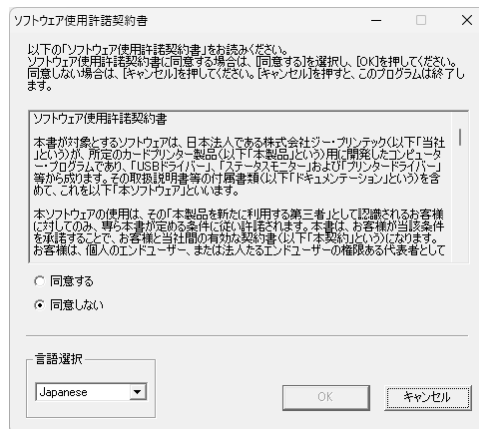 ソフトウェア使用許諾契約書
以下の「ソフトウェア使用許諾契約書」をお読みください。
ソフトウェア使用許諾契約書に同意する場合は、[同意する]を選択し、[OK]を押してください。
同意しない場合は、[キャンセル]を押してください。[キャンセル]を押すと、このプログラムは終了し
ます。
ソフトウェア使用許諾契約書
本書が対象とするソフトウェアは、日本法人である株式会社ジー・プリンテック(以下「当社
」という)が、所定のカードプリンター製品(以下「本製品」という)用に開発したコンピュータ
ー・プログラムであり、「USBドライバー」、「ステータスモニター」および「プリンタードライバー」
等から成ります。その取扱説明書等の付属書類(以下「ドキュメンテーション」という)を含
めて、これを以下「本ソフトウェア」といいます。
本ソフトウェアの使用は、その「本製品を新たに利用する第三者」として認識されるお客様
に対してのみ、専ら本書が定める条件に従い許諾されます。本書は、お客様が当該条件
を承諾することで、お客様と当社間の有効な契約書(以下「本契約」という)になります。
お客様は、個人のエンドユーザー、または法人たるエンドユーザーの権限ある代表者として
同意する
同意しない
言語選択
Japanese
OK
キャンセル